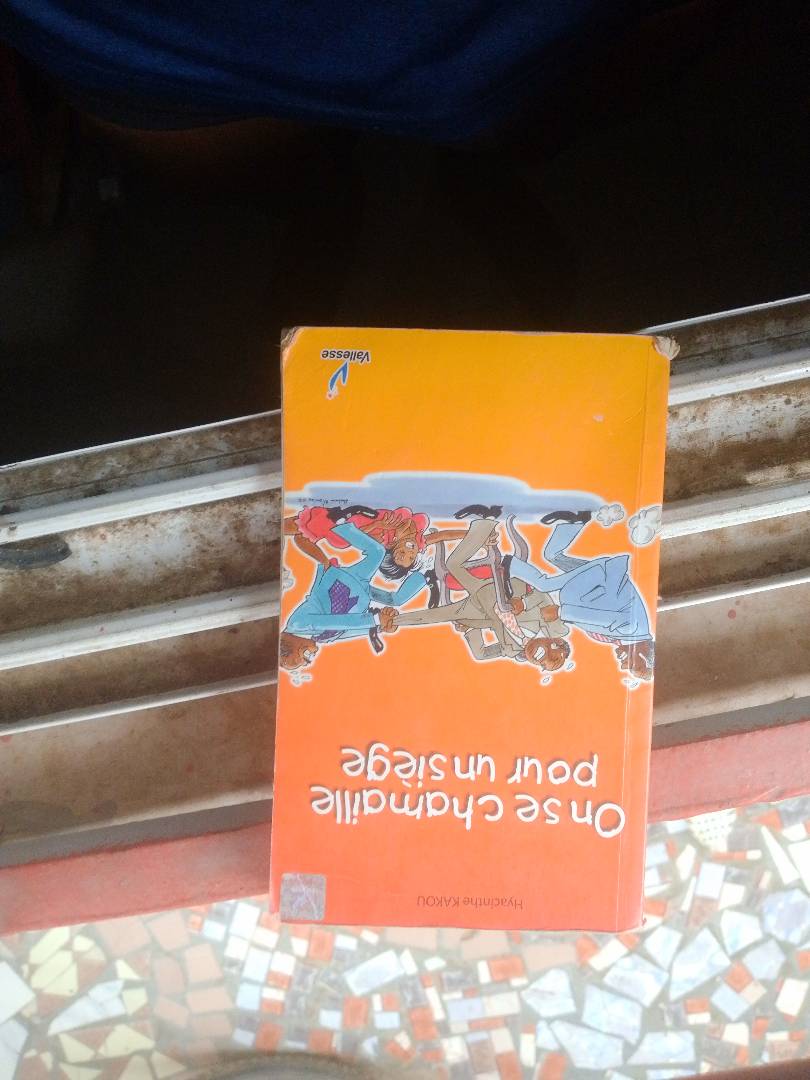 Hyacinthe KAKOU
On se chamaille
pour un siège
Vallesse